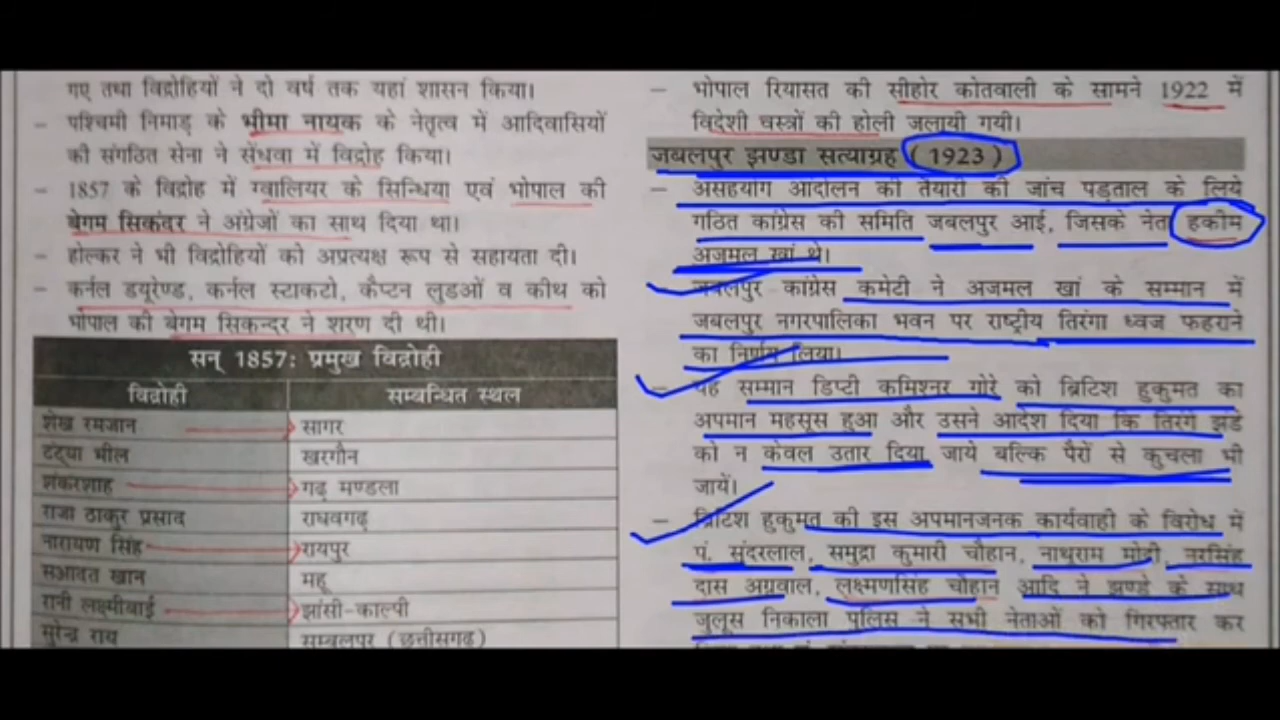 गए तथा विद्रोहियों ने दो वर्ष तक यहां शासन किया।
– पश्चिमी निमाड़ के भीमा नायक के नेतृत्व में आदिवासियों
की संगठित सेना ने सेंधवा में विद्रोह किया।
– 1857 के विद्रोह में ग्वालियर के सिन्धिया एवं भोपाल की
बेगम सिकंदर ने अंग्रेजों का साथ दिया था।
– होल्कर ने भी विद्रोहियों को अप्रत्यक्ष रूप से सहायता दी।
– कर्नल डयूरेण्ड, कर्नल स्टाकटो, कैप्टन लुडओं व कीथ को
भोपाल की बेगम सिकन्दर ने शरण दी थी।
सन् 1857: प्रमुख विद्रोही
विद्रोही सम्बन्धित स्थल
शेख रमजान सागर
टंट्या भील खरगौन
शंकरशाह गढ़ मण्डला
राजा ठाकुर प्रसाद राघवगढ़
नारायण सिंह रायपुर
सआदत खान महू
रानी लक्ष्मीबाई झांसी-काल्पी
सुरेन्द्र राय सम्बलपुर (छत्तीसगढ़)
– भोपाल रियासत की सीहोर कोतवाली के सामने 1922 में
विदेशी वस्त्रों की होली जलायी गयी।
जबलपुर झण्डा सत्याग्रह (1923)
– असहयोग आंदोलन की तैयारी की जांच पड़ताल के लिये
गठित कांग्रेस की समिति जबलपुर आई, जिसके नेता हकीम
अजमल खां थे।
– जबलपुर कांग्रेस कमेटी ने अजमल खां के सम्मान में
जबलपुर नगरपालिका भवन पर राष्ट्रीय तिरंगा ध्वज फहराने
का निर्णय लिया।
– यह सम्मान डिप्टी कमिश्नर गोरे को ब्रिटिश हुकुमत का
अपमान महसूस हुआ और उसने आदेश दिया कि तिरंगे झंडे
को न केवल उतार दिया जाये बल्कि पैरों से कुचला भी
जायें।
– ब्रिटिश हुकुमत की इस अपमानजनक कार्यवाही के विरोध में
पं. सुंदरलाल, समुद्रा कुमारी चौहान, नाथूराम मोदी, नरसिंह
दास अग्रवाल, लक्ष्मणसिंह चौहान आदि ने झण्डे के साथ
जुलूस निकाला पुलिस ने सभी नेताओं को गिरफ्तार कर